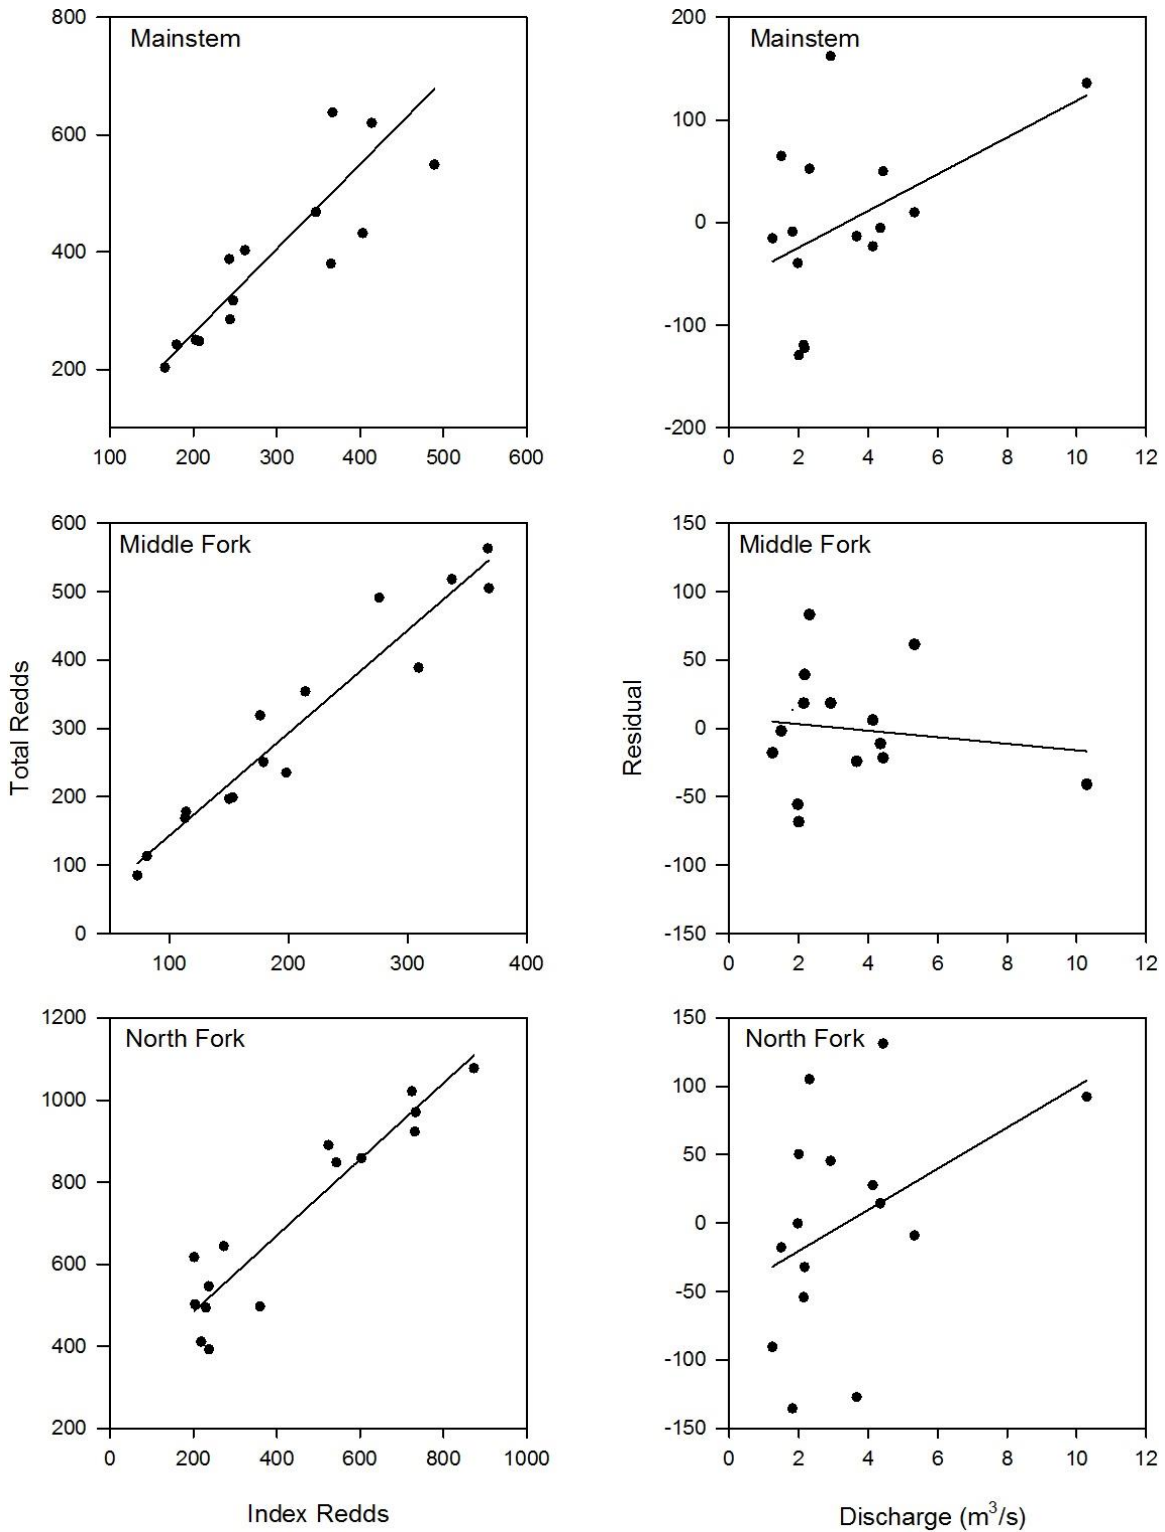 Mainstem
800
600
400
200
100 200 300 400 500 600
Mainstem
200
100
0
-100
-200
0 2 4 6 8 10 12
Middle Fork
600
500
400
300
200
100
0
100 200 300 400
Total Redds
Middle Fork
150
100
50
0
-50
-100
-150
0 2 4 6 8 10 12
Residual
North Fork
1200
1000
800
600
400
200
0 200 400 600 800 1000
Index Redds
North Fork
150
100
50
0
-50
-100
-150
0 2 4 6 8 10 12
Discharge (m³/s)